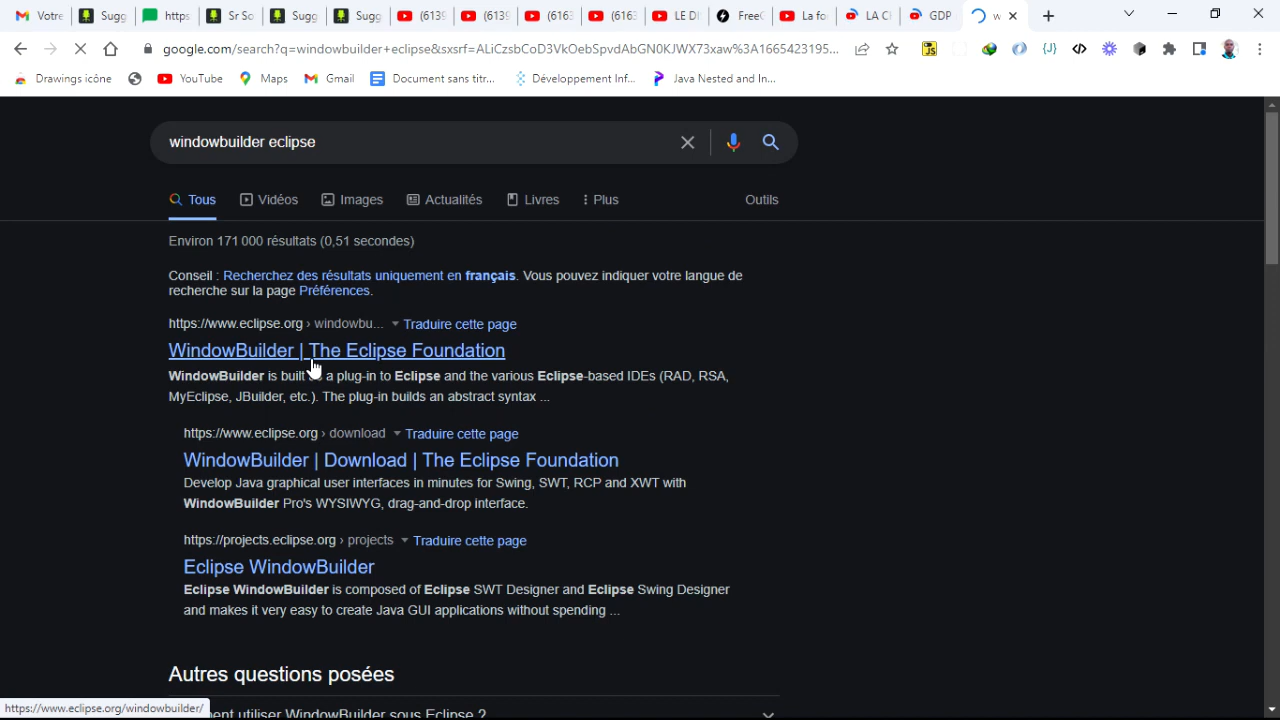 Votre
Sugg
https
Sr So
Sugg
Sugg
(6139
(6139
(6163
(6163
LE DI
FreeC
La fo
LA C
GDP
w
google.com/search?q=windowbuilder+eclipse&sxsrf=ALiCzsbCoD3VkOebSpvdAbGN0KJWX73xaw%3A1665423195...
Drawings icône
YouTube
Maps
Gmail
Document sans titr...
Développement Inf...
Java Nested and In...
windowbuilder eclipse
Tous
Vidéos
Images
Actualités
Livres
Plus
Outils
Environ 171 000 résultats (0,51 secondes)
Conseil : Recherchez des résultats uniquement en français. Vous pouvez indiquer votre langue de
recherche sur la page Préférences.
https://www.eclipse.org › windowbu... Traduire cette page
WindowBuilder | The Eclipse Foundation
WindowBuilder is built as a plug-in to Eclipse and the various Eclipse-based IDEs (RAD, RSA,
MyEclipse, JBuilder, etc.). The plug-in builds an abstract syntax ...
https://www.eclipse.org › download Traduire cette page
WindowBuilder | Download | The Eclipse Foundation
Develop Java graphical user interfaces in minutes for Swing, SWT, RCP and XWT with
WindowBuilder Pro's WYSIWYG, drag-and-drop interface.
https://projects.eclipse.org › projects Traduire cette page
Eclipse WindowBuilder
Eclipse WindowBuilder is composed of Eclipse SWT Designer and Eclipse Swing Designer
and makes it very easy to create Java GUI applications without spending ...
Autres questions posées
https://www.eclipse.org/windowbuilder/
utiliser WindowBuilder sous Eclipse ?